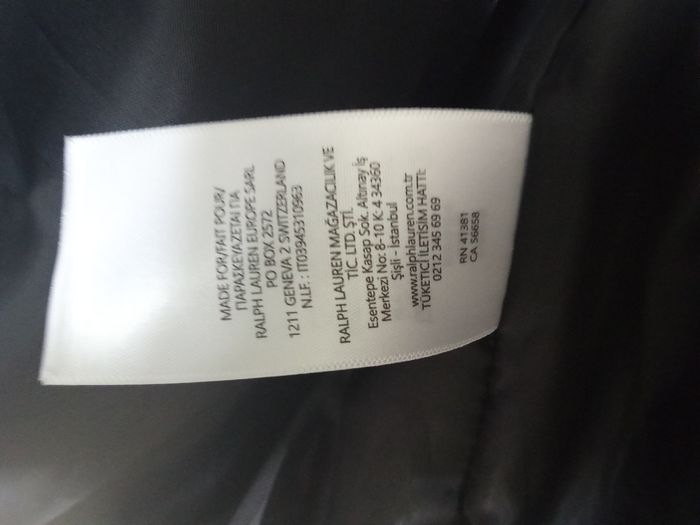 MADE FOR/FAIT POUR/
ΠΑΡΑΣΚΕΥΑΖΕΤΑΙ ΓΙΑ
RALPH LAUREN EUROPE SARL
PO BOX 2572
1211 GENEVA 2 SWITZERLAND
N.I.F. : IT03945310963
RALPH LAUREN MAĞAZACILIK VE
TİC. LTD. ŞTİ.
Esentepe Kasap Sok. Altınay İş
Merkezi No: 8-10 K: 4 34360
Şişli - İstanbul
www.ralphlauren.com.tr
TÜKETİCİ İLETİŞİM HATTI:
0212 345 69 69
RN 41381
CA 56658